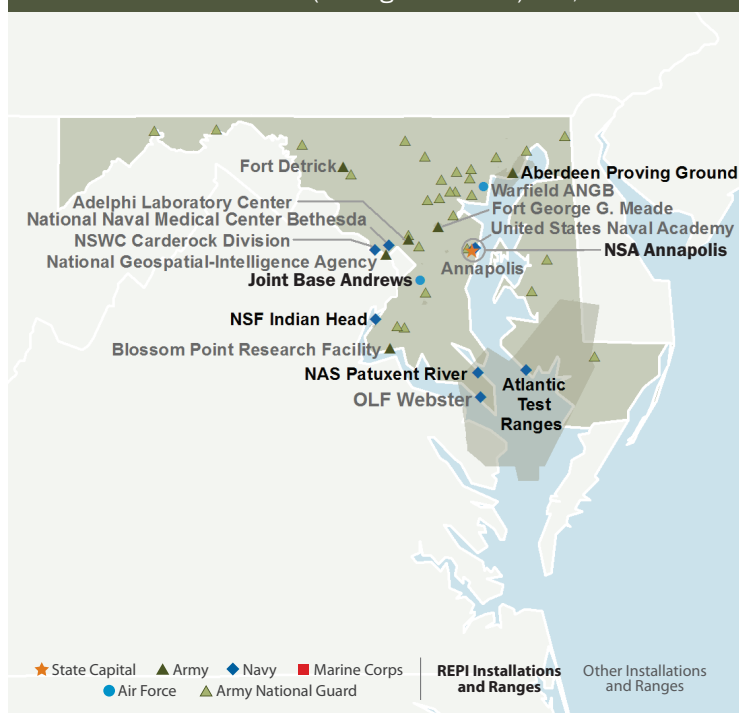 Fort Detrick
Aberdeen Proving Ground
Warfield ANGB
Adelphi Laboratory Center
Fort George G. Meade
National Naval Medical Center Bethesda
United States Naval Academy
NSWC Carderock Division
NSA Annapolis
National Geospatial-Intelligence Agency
Annapolis
Joint Base Andrews
NSF Indian Head
Blossom Point Research Facility
NAS Patuxent River
Atlantic
Test
Ranges
OLF Webster
State Capital Army Navy Marine Corps
Air Force Army National Guard
REPI Installations
and Ranges
Other Installations
and Ranges